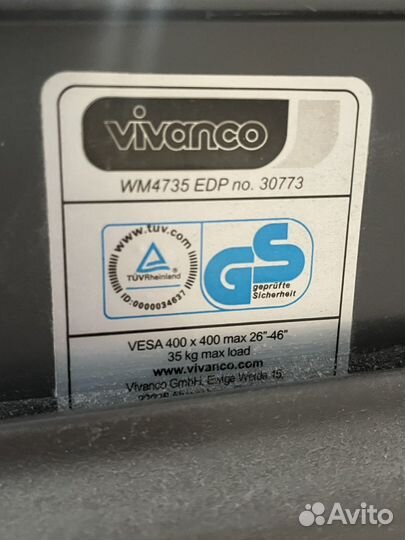 vivanco
WM4735 EDP no. 30773
www.tuv.com
TÜVRheinland
ID:0000034637
GS
geprüfte
Sicherheit
VESA 400 x 400 max 26"-46"
35 kg max load
www.vivanco.com
Vivanco GmbH, Ewige Weide 15,
Avito